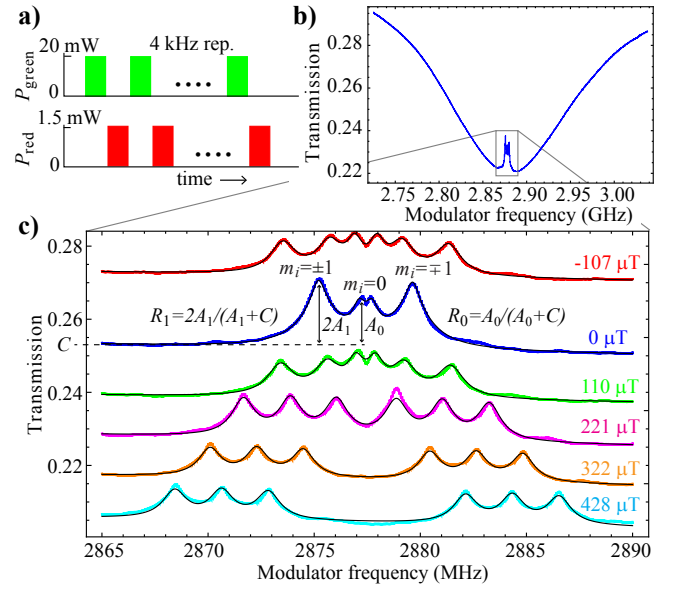 a)
20 mW
4 kHz rep.
P_green
0
1.5 mW
P_red
0
time →
b)
0.28
0.26
0.24
0.22
Transmission
2.75 2.80 2.85 2.90 2.95 3.00
Modulator frequency (GHz)
c)
0.28
0.26
C
0.24
0.22
Transmission
-107 μT
m_i=±1
m_i=0
m_i=∓1
R_1=2A_1/(A_1+C)
2A_1
A_0
R_0=A_0/(A_0+C)
0 μT
110 μT
221 μT
322 μT
428 μT
2865 2870 2875 2880 2885 2890
Modulator frequency (MHz)